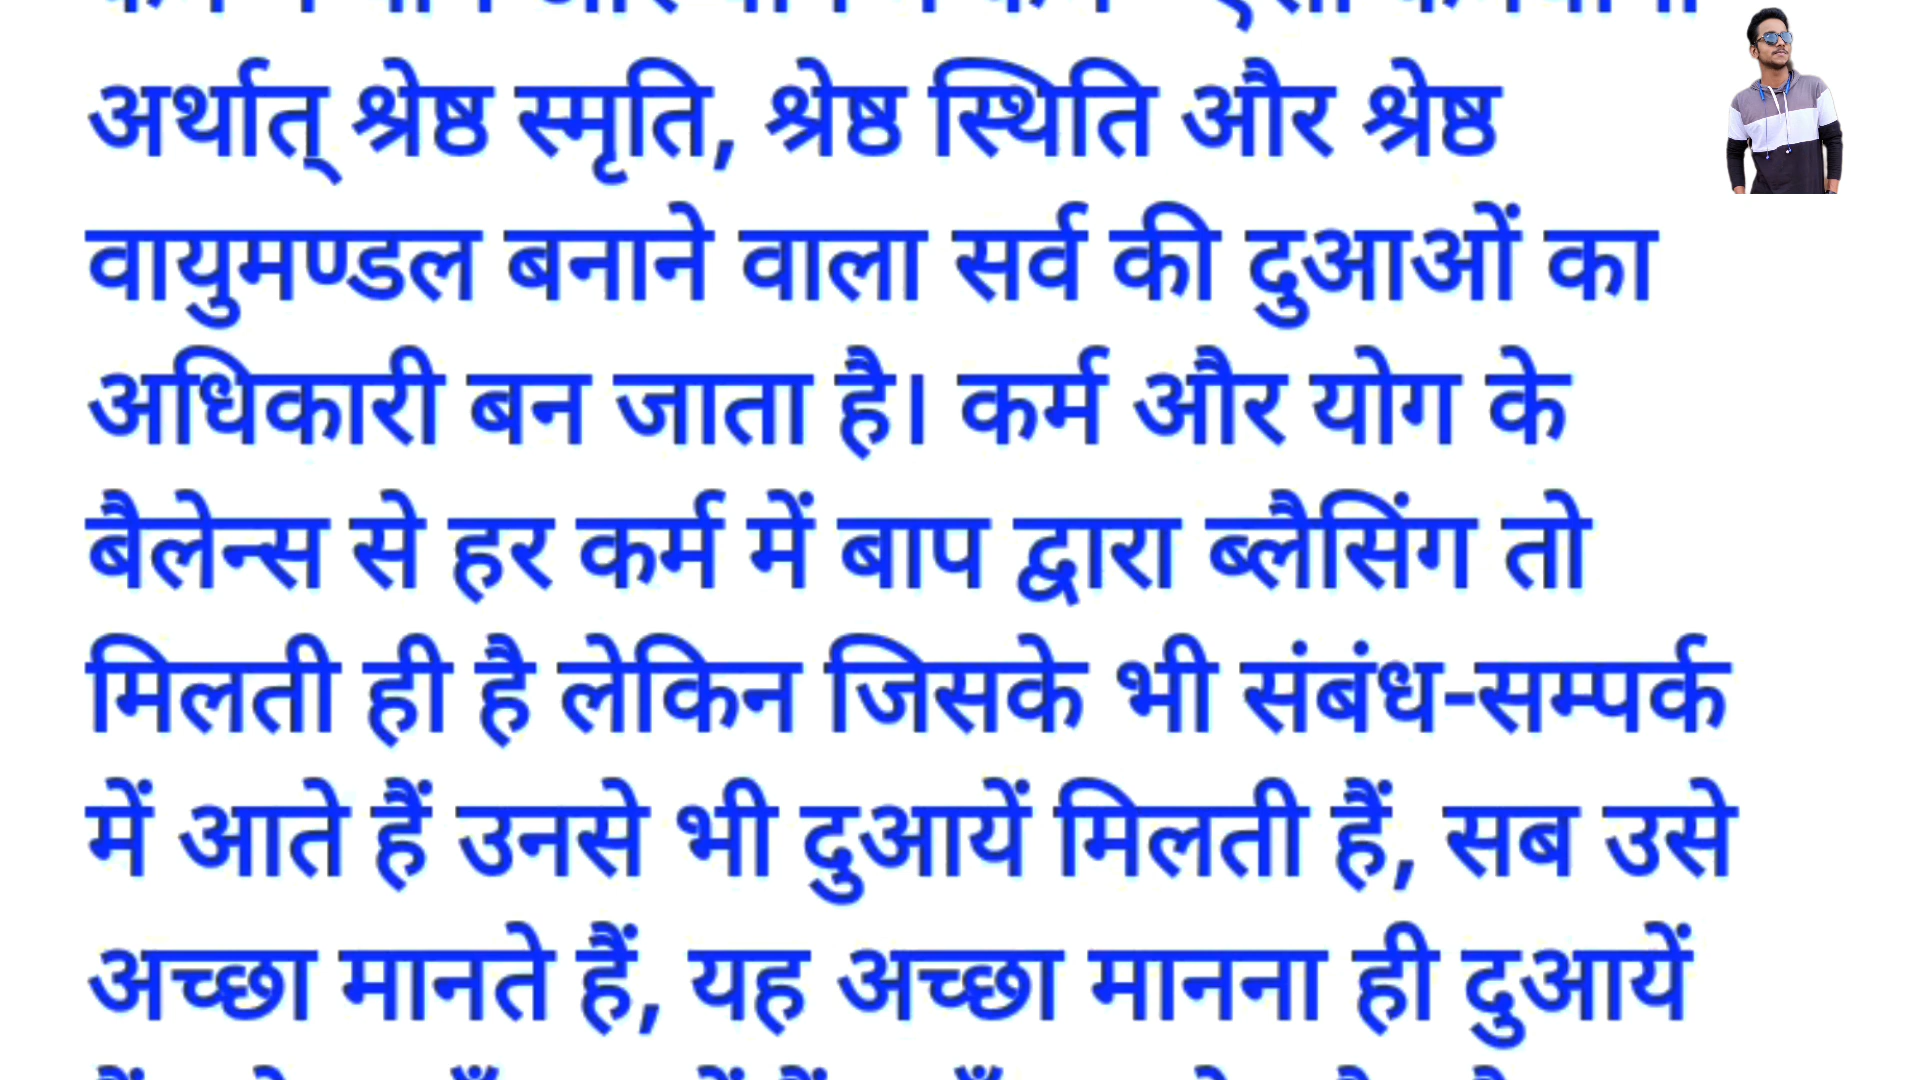 अर्थात् श्रेष्ठ स्मृति, श्रेष्ठ स्थिति और श्रेष्ठ
वायुमण्डल बनाने वाला सर्व की दुआओं का
अधिकारी बन जाता है। कर्म और योग के
बैलेन्स से हर कर्म में बाप द्वारा ब्लैसिंग तो
मिलती ही है लेकिन जिसके भी संबंध-सम्पर्क
में आते हैं उनसे भी दुआयें मिलती हैं, सब उसे
अच्छा मानते हैं, यह अच्छा मानना ही दुआयें